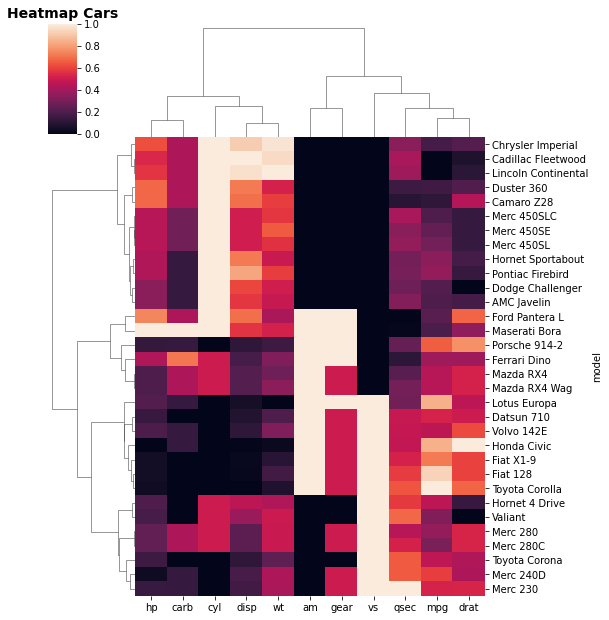 Heatmap Cars
1.0
0.8
0.6
0.4
0.2
0.0
Chrysler Imperial
Cadillac Fleetwood
Lincoln Continental
Duster 360
Camaro Z28
Merc 450SLC
Merc 450SE
Merc 450SL
Hornet Sportabout
Pontiac Firebird
Dodge Challenger
AMC Javelin
Ford Pantera L
Maserati Bora
Porsche 914-2
Ferrari Dino
Mazda RX4
Mazda RX4 Wag
Lotus Europa
Datsun 710
Volvo 142E
Honda Civic
Fiat X1-9
Fiat 128
Toyota Corolla
Hornet 4 Drive
Valiant
Merc 280
Merc 280C
Toyota Corona
Merc 240D
Merc 230
model
hp carb cyl disp wt am gear vs qsec mpg drat